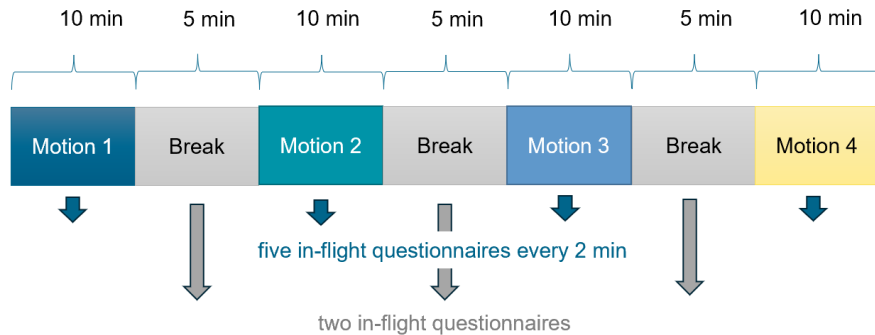 10 min 5 min 10 min 5 min 10 min 5 min 10 min
Motion 1 Break Motion 2 Break Motion 3 Break Motion 4
five in-flight questionnaires every 2 min
two in-flight questionnaires